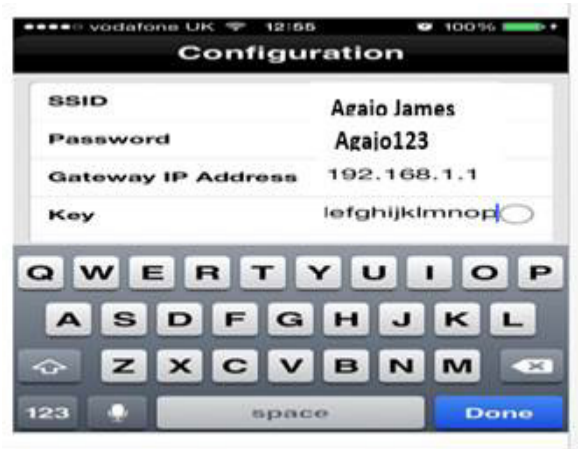 vodafone UK 12:55 100%
Configuration
SSID Agaio James
Password Agajo123
Gateway IP Address 192.168.1.1
Key lefghijklmnop
Q W E R T Y U I O P
A S D F G H J K L
Z X C V B N M
123 space Done